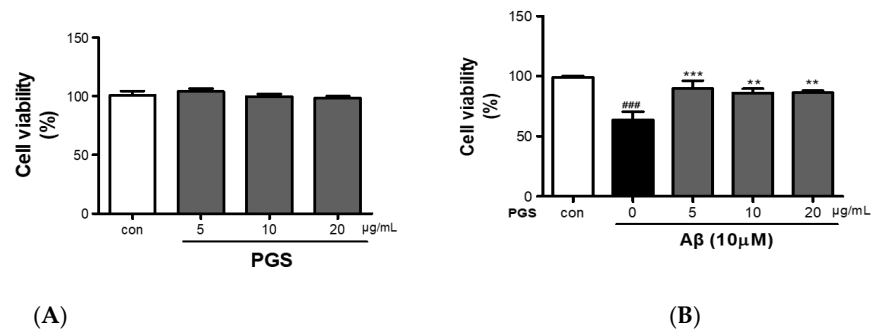 150
100
50
0
Cell viability
(%)
con
5
10
20
µg/mL
PGS
(A)
150
100
50
0
Cell viability
(%)
###
***
**
**
PGS
con
0
5
10
20
µg/mL
Aβ (10µM)
(B)